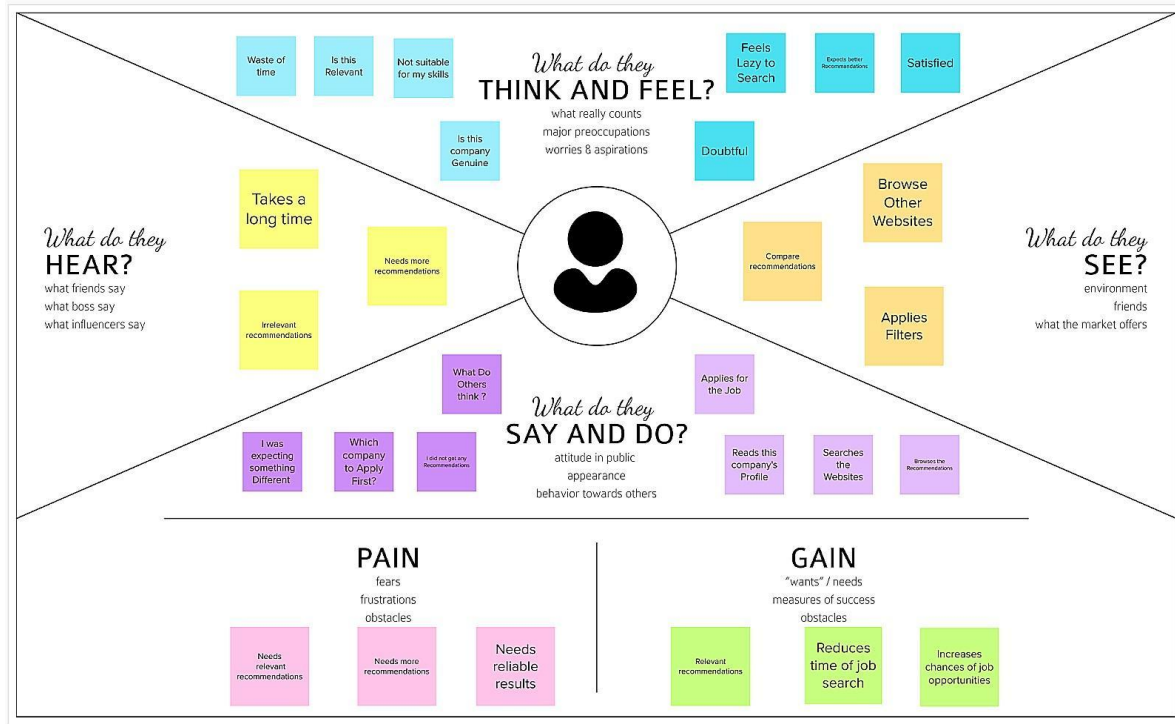 Waste of
time
Is this
Relevant
Not suitable
for my skills
What do they
THINK AND FEEL?
what really counts
major preoccupations
worries & aspirations
Feels
Lazy to
Search
Expects better
Recommendations
Satisfied
Is this
company
Genuine
Doubtful
What do they
HEAR?
what friends say
what boss say
what influencers say
Takes a
long time
Needs more
recommendations
Irrelevant
recommendations
Compare
recommendations
Browse
Other
Websites
Applies
Filters
What do they
SEE?
environment
friends
what the market offers
What Do
Others
think ?
What do they
SAY AND DO?
attitude in public
appearance
behavior towards others
Applies for
the Job
I was
expecting
something
Different
Which
company
to Apply
First?
I did not get any
Recommendations
Reads this
company's
Profile
Searches
the
Websites
Browses the
Recommendations
PAIN
fears
frustrations
obstacles
Needs
relevant
recommendations
Needs more
recommendations
Needs
reliable
results
GAIN
"wants" / needs
measures of success
obstacles
Relevant
recommendations
Reduces
time of job
search
Increases
chances of job
opportunities